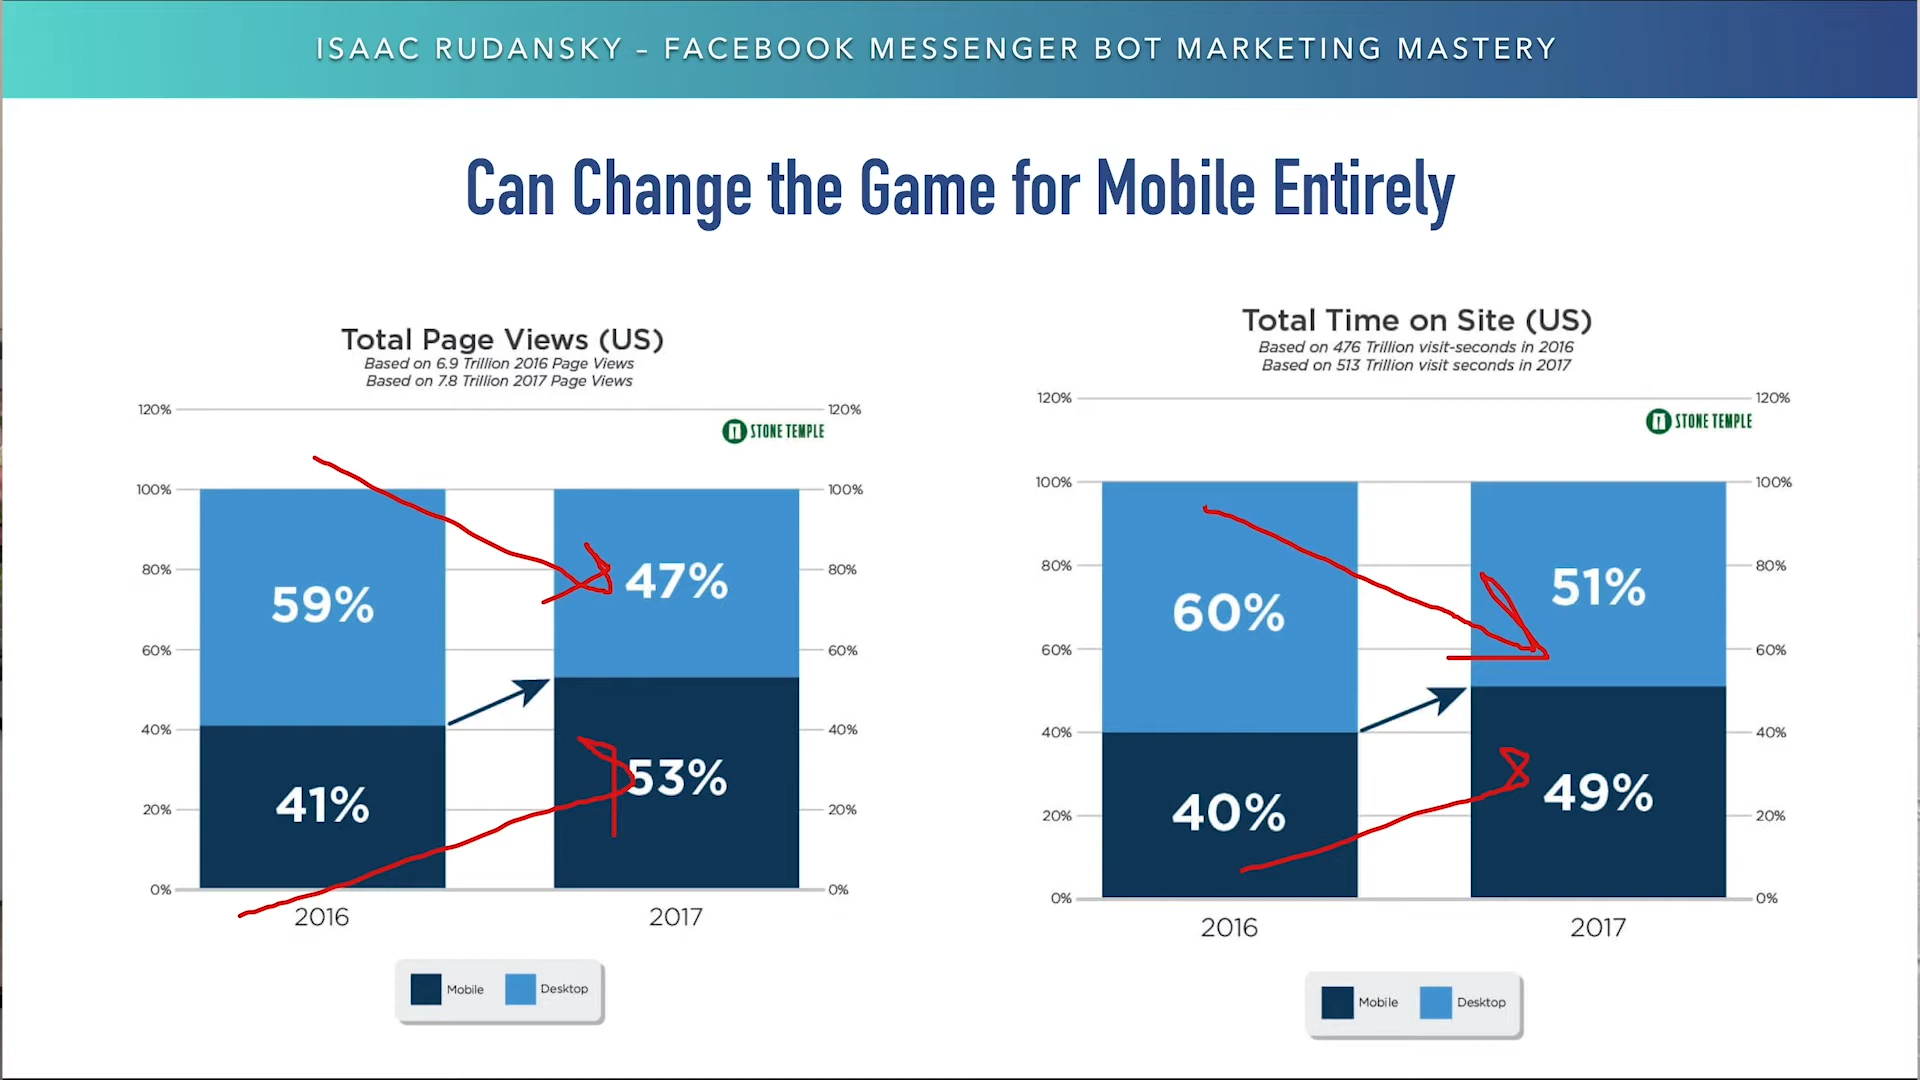 ISAAC RUDANSKY – FACEBOOK MESSENGER BOT MARKETING MASTERY
Can Change the Game for Mobile Entirely
Total Page Views (US)
Based on 6.9 Trillion 2016 Page Views
Based on 7.8 Trillion 2017 Page Views
120% 120%
STONE TEMPLE
100% 100%
80% 80%
60% 60%
40% 40%
20% 20%
0% 0%
59% 47%
41% 53%
2016 2017
Mobile Desktop
Total Time on Site (US)
Based on 476 Trillion visit-seconds in 2016
Based on 513 Trillion visit seconds in 2017
120% 120%
STONE TEMPLE
100% 100%
80% 80%
60% 60%
40% 40%
20% 20%
0% 0%
60% 51%
40% 49%
2016 2017
Mobile Desktop